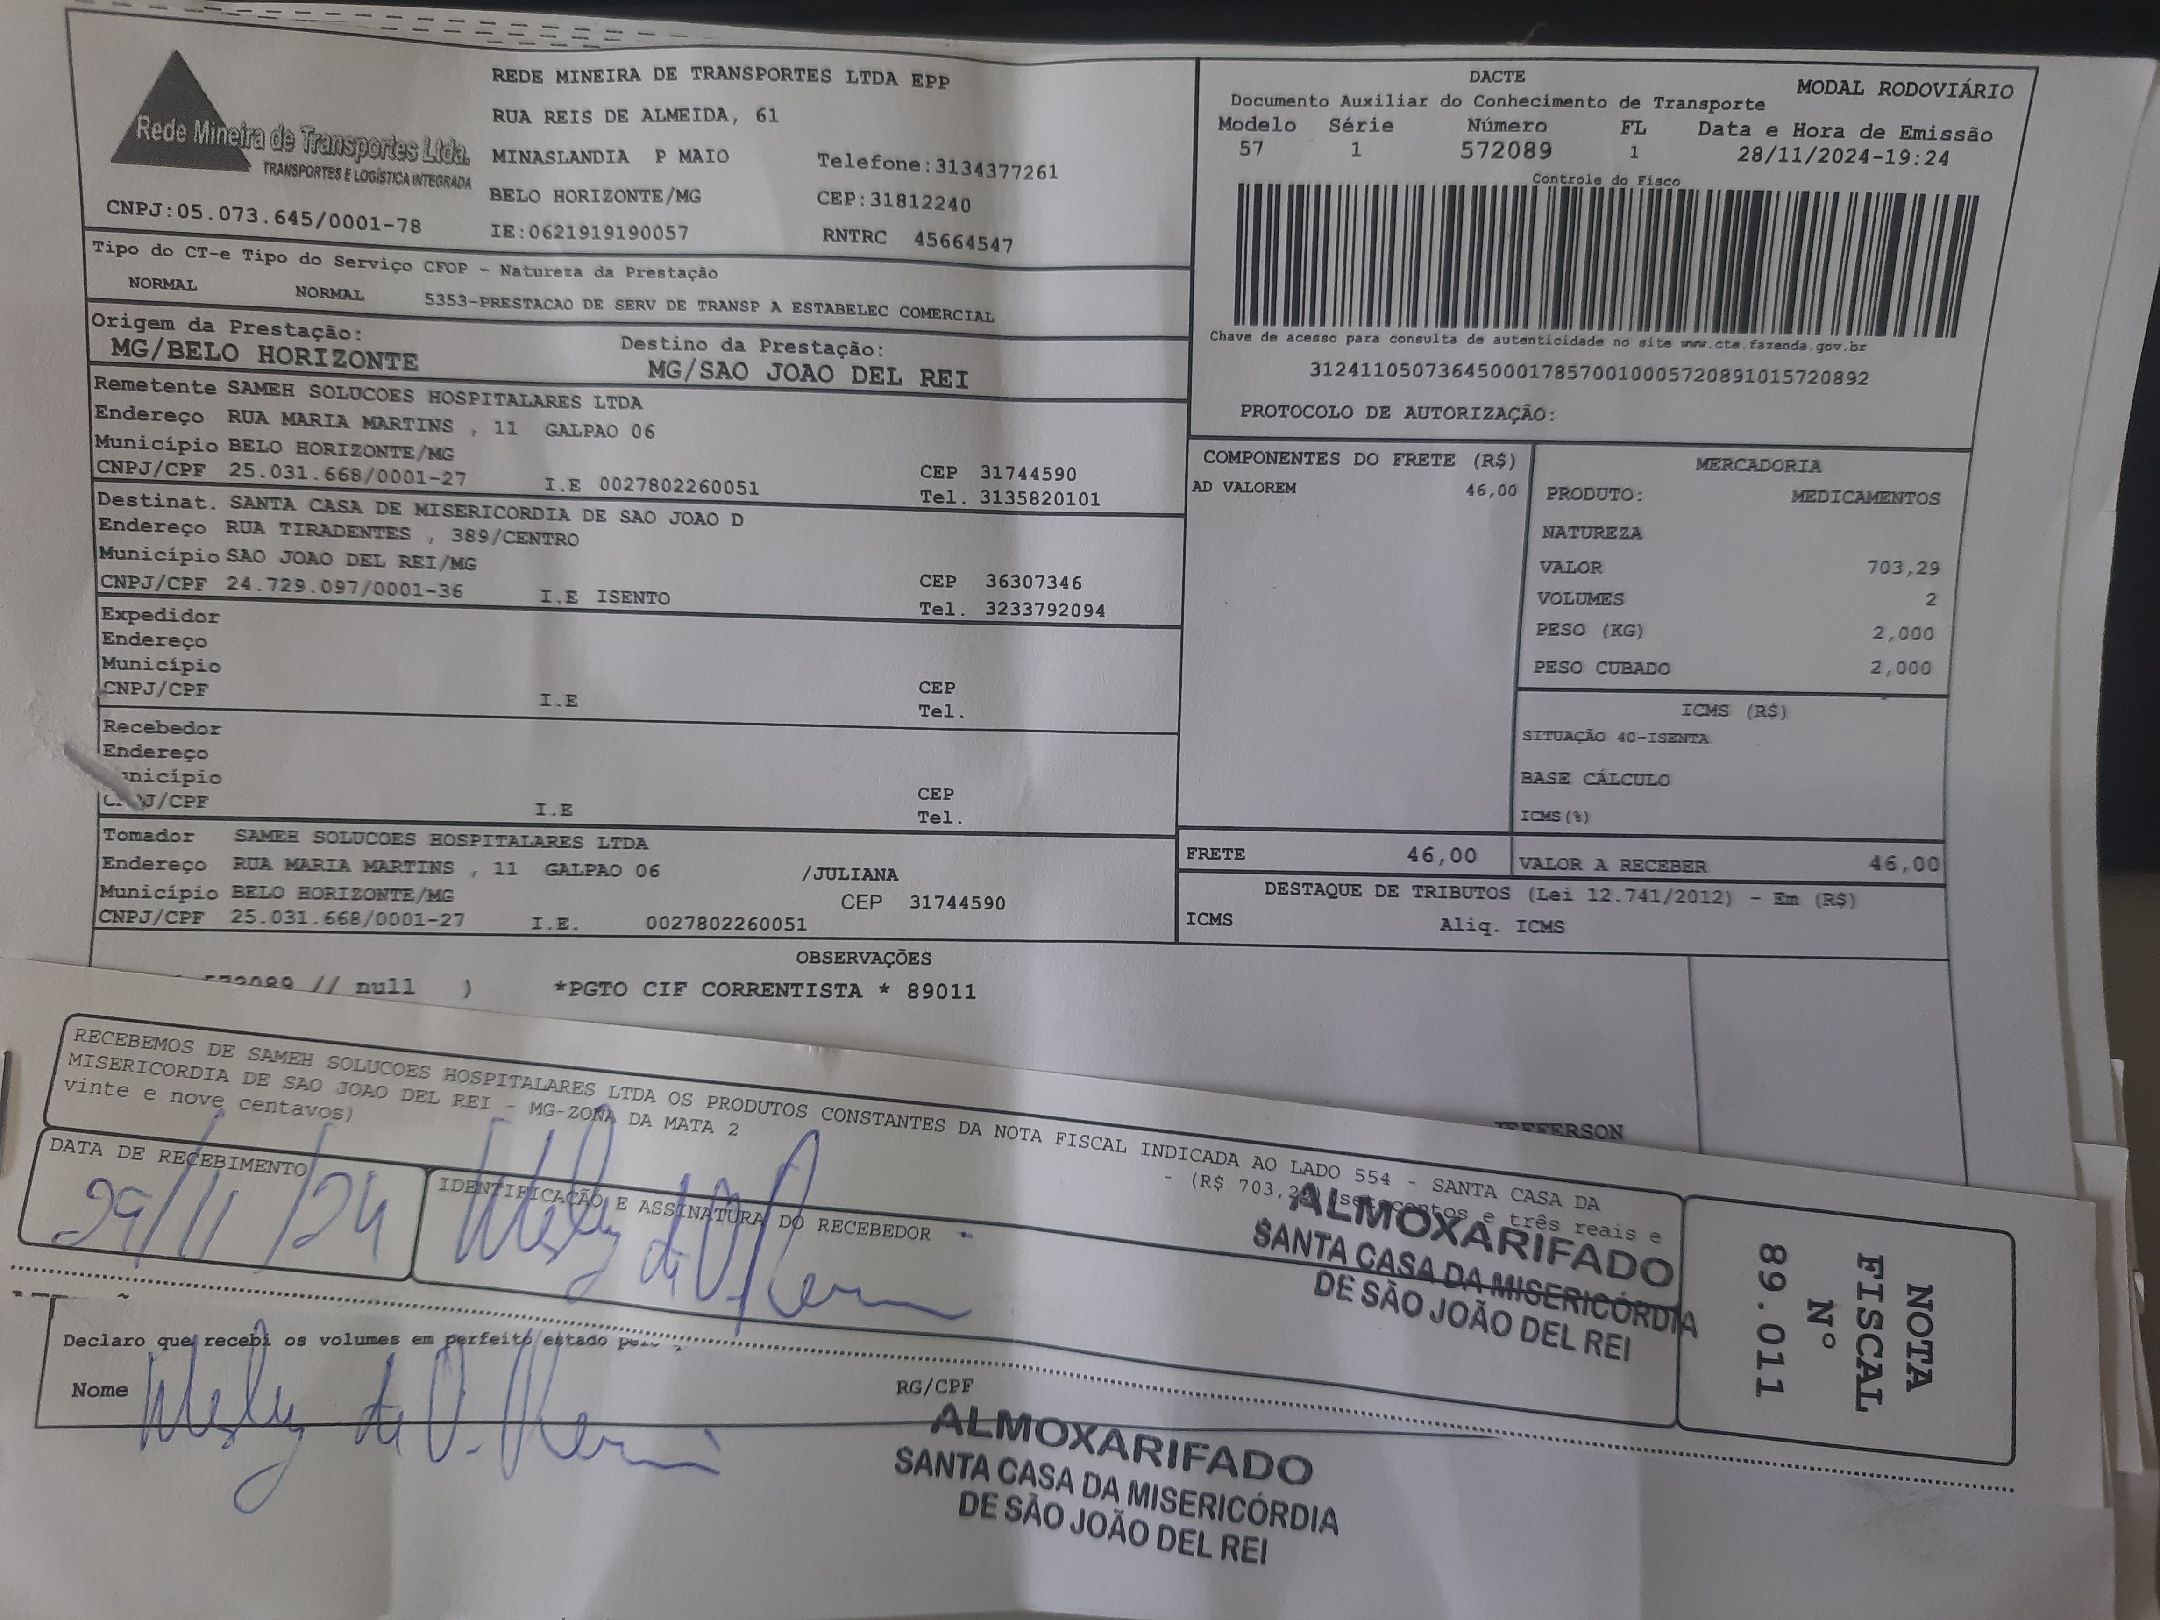 Rede Mineira de Transportes Ltda.
TRANSPORTES E LOGÍSTICA INTEGRADA
CNPJ:05.073.645/0001-78
REDE MINEIRA DE TRANSPORTES LTDA EPP
RUA REIS DE ALMEIDA, 61
MINASLANDIA P MAIO Telefone:3134377261
BELO HORIZONTE/MG CEP:31812240
IE:0621919190057 RNTRC 45664547
DACTE MODAL RODOVIÁRIO
Documento Auxiliar do Conhecimento de Transporte
Modelo Série Número FL Data e Hora de Emissão
57 1 572089 1 28/11/2024-19:24
Controle do Fisco
Chave de acesso para consulta de autenticidade no site www.cte.fazenda.gov.br
31241105073645000178570010005720891015720892
PROTOCOLO DE AUTORIZAÇÃO:
Tipo do CT-e Tipo do Serviço CFOP - Natureza da Prestação
NORMAL NORMAL 5353-PRESTACAO DE SERV DE TRANSP A ESTABELEC COMERCIAL
Origem da Prestação: Destino da Prestação:
MG/BELO HORIZONTE MG/SAO JOAO DEL REI
Remetente SAMEH SOLUCOES HOSPITALARES LTDA
Endereço RUA MARIA MARTINS , 11 GALPAO 06
Município BELO HORIZONTE/MG CEP 31744590
CNPJ/CPF 25.031.668/0001-27 I.E 0027802260051 Tel. 3135820101
Destinat. SANTA CASA DE MISERICORDIA DE SAO JOAO D
Endereço RUA TIRADENTES , 389/CENTRO
Município SAO JOAO DEL REI/MG CEP 36307346
CNPJ/CPF 24.729.097/0001-36 I.E ISENTO Tel. 3233792094
Expedidor
Endereço
Município CEP
CNPJ/CPF I.E Tel.
Recebedor
Endereço
unicípio CEP
J/CPF I.E Tel.
Tomador SAMEH SOLUCOES HOSPITALARES LTDA
Endereço RUA MARIA MARTINS , 11 GALPAO 06 /JULIANA
Município BELO HORIZONTE/MG CEP 31744590
CNPJ/CPF 25.031.668/0001-27 I.E. 0027802260051
COMPONENTES DO FRETE (R$)
AD VALOREM 46,00
MERCADORIA
PRODUTO: MEDICAMENTOS
NATUREZA
VALOR 703,29
VOLUMES 2
PESO (KG) 2,000
PESO CUBADO 2,000
ICMS (R$)
SITUAÇÃO 40-ISENTA
BASE CÁLCULO
ICMS(%)
FRETE 46,00 VALOR A RECEBER 46,00
DESTAQUE DE TRIBUTOS (Lei 12.741/2012) - Em (R$)
ICMS Aliq. ICMS
OBSERVAÇÕES
572089 // null ) *PGTO CIF CORRENTISTA * 89011
JEFFERSON
RECEBEMOS DE SAMEH SOLUCOES HOSPITALARES LTDA OS PRODUTOS CONSTANTES DA NOTA FISCAL INDICADA AO LADO 554 - SANTA CASA DA
MISERICORDIA DE SAO JOAO DEL REI - MG-ZONA DA MATA 2 - (R$ 703,29 (setecentos e três reais e
vinte e nove centavos)
DATA DE RECEBIMENTO
29/11/24
IDENTIFICAÇÃO E ASSINATURA DO RECEBEDOR
ALMOXARIFADO
SANTA CASA DA MISERICÓRDIA
DE SÃO JOÃO DEL REI
NOTA
FISCAL
N°
89.011
Declaro que recebi os volumes em perfeito estado
Nome RG/CPF
ALMOXARIFADO
SANTA CASA DA MISERICÓRDIA
DE SÃO JOÃO DEL REI